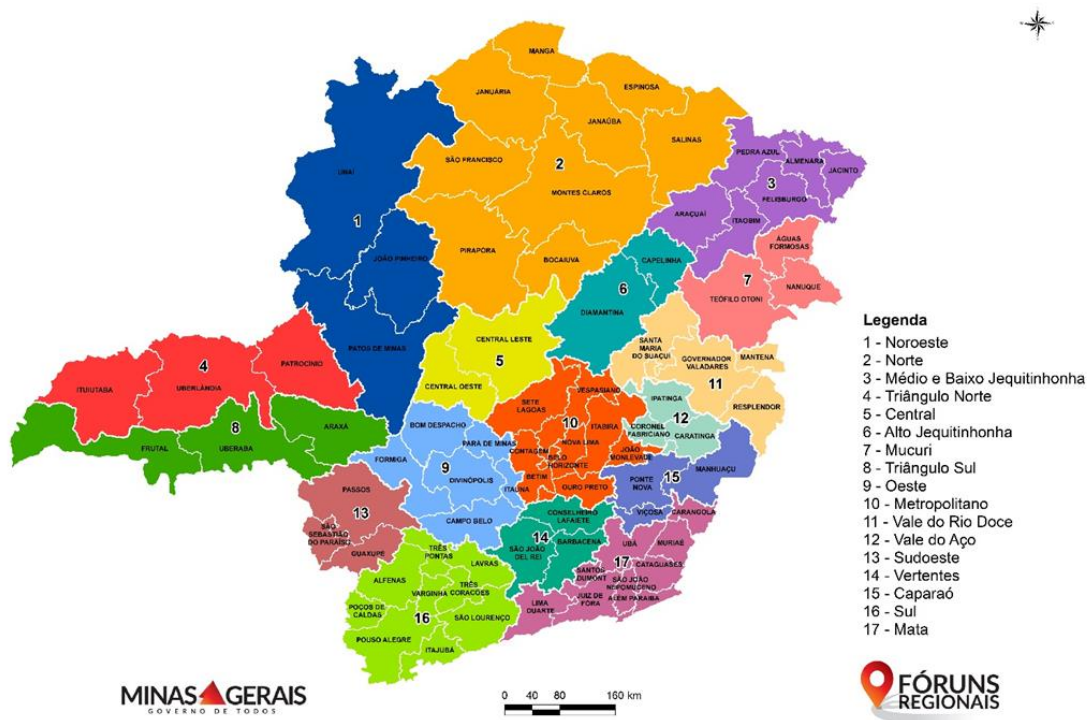 MANGA
JANUÁRIA
ESPINOSA
JANAÚBA
SALINAS
SÃO FRANCISCO
2
MONTES CLAROS
UNAÍ
1
JOÃO PINHEIRO
PIRAPÓRA
BOCAIUVA
PATOS DE MINAS
PEDRA AZUL
ALMENARA
JACINTO
3
FELISBURGO
ARAÇUAÍ
ITAOBIM
ÁGUAS
FORMOSAS
7
NANUQUE
TEÓFILO OTONI
CAPELINHA
6
DIAMANTINA
CENTRAL LESTE
5
CENTRAL OESTE
4
PATROCINIO
ITUIUTABA
UBERLÂNDIA
ARAXÁ
8
FRUTAL
UBERABA
SANTA
MARIA
DO SUAÇUÍ
GOVERNADOR
VALADARES
MANTENA
11
RESPLENDOR
IPATINGA
12
CORONEL
FABRICIANO
CARATINGA
VESPASIANO
SETE
LAGOAS
10
ITABIRA
NOVA LIMA
CONTAGEM
BELO
HORIZONTE
JOÃO
MONLEVADE
BETIM
OURO PRETO
BOM DESPACHO
PARÁ DE MINAS
FORMIGA
9
DIVINÓPOLIS
ITAÚNA
CAMPO BELO
MANHUAÇU
15
PONTE
NOVA
VIÇOSA
CARANGOLA
PASSOS
13
SÃO
SEBASTIÃO
DO PARAÍSO
GUAXUPÉ
CONSELHEIRO
LAFAIETE
14
BARBACENA
SÃO JOÃO
DEL REI
UBÁ
MURIAÉ
17
CATAGUASES
SANTOS
DUMONT
SÃO JOÃO
NEPOMUCENO
JUIZ DE
FORA
ALÉM PARAÍBA
LIMA
DUARTE
TRÊS
PONTAS
LAVRAS
ALFENAS
VARGINHA
TRÊS
CORAÇÕES
POÇOS DE
CALDAS
16
SÃO LOURENÇO
POUSO ALEGRE
ITAJUBÁ
Legenda
1 - Noroeste
2 - Norte
3 - Médio e Baixo Jequitinhonha
4 - Triângulo Norte
5 - Central
6 - Alto Jequitinhonha
7 - Mucuri
8 - Triângulo Sul
9 - Oeste
10 - Metropolitano
11 - Vale do Rio Doce
12 - Vale do Aço
13 - Sudoeste
14 - Vertentes
15 - Caparaó
16 - Sul
17 - Mata
MINAS GERAIS
GOVERNO DE TODOS
0 40 80 160 km
FÓRUNS
REGIONAIS